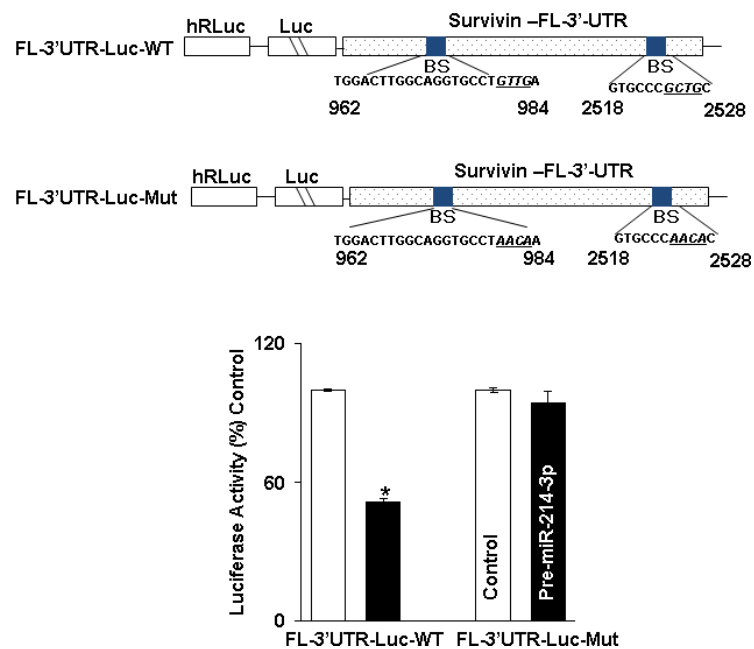 Survivin –FL-3'-UTR
hRLuc
Luc
FL-3'UTR-Luc-WT
BS
BS
TGGACTTGGCAGGTGCCTGTTGA
GTGCCCGCTGC
962
984
2518
2528
Survivin –FL-3'-UTR
hRLuc
Luc
FL-3'UTR-Luc-Mut
BS
BS
TGGACTTGGCAGGTGCCTAACAA
GTGCCCAACAC
962
984
2518
2528
120
60
0
Luciferase Activity (%) Control
*
Control
Pre-miR-214-3p
FL-3'UTR-Luc-WT
FL-3'UTR-Luc-Mut